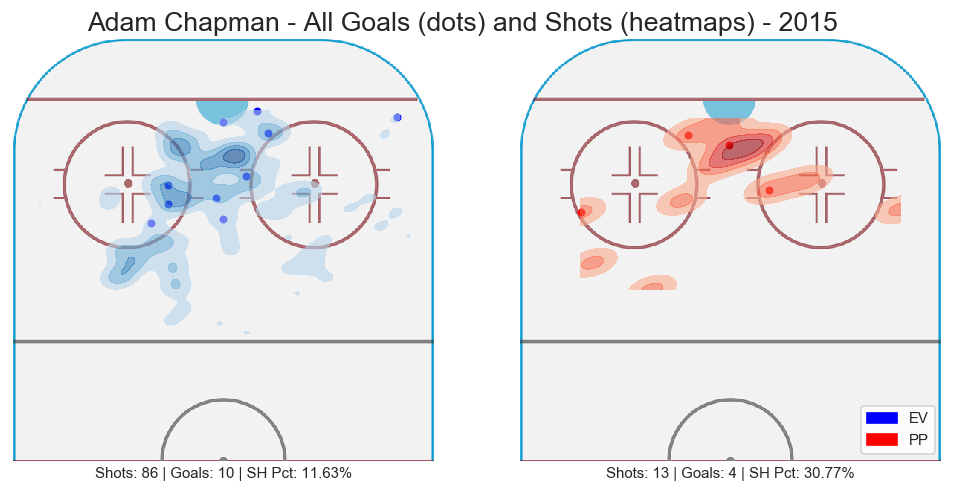 Adam Chapman - All Goals (dots) and Shots (heatmaps) - 2015
EV
PP
Shots: 86 | Goals: 10 | SH Pct: 11.63%
Shots: 13 | Goals: 4 | SH Pct: 30.77%